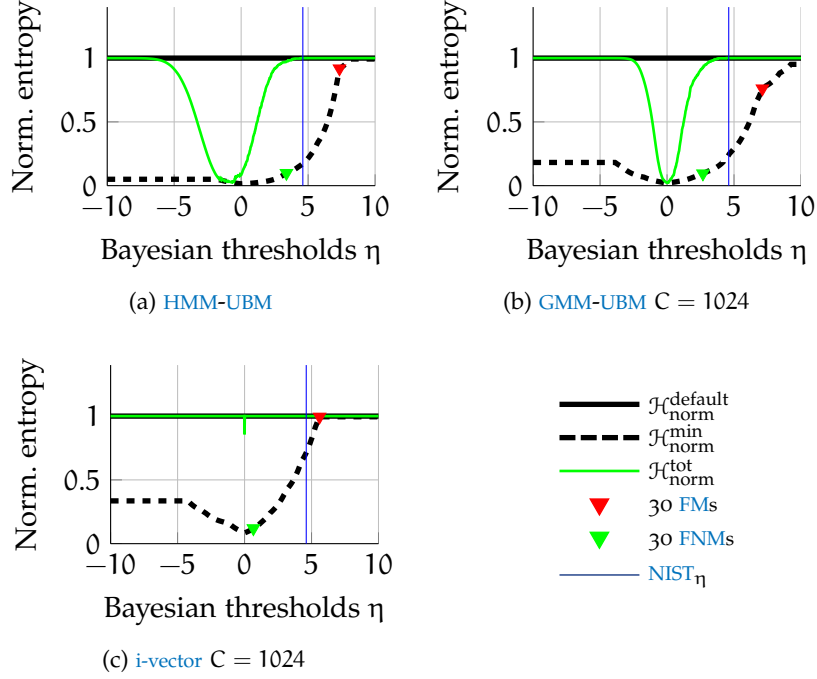 Norm. entropy
1
0.5
0
−10
−5
0
5
10
Bayesian thresholds η
(a) HMM-UBM
Norm. entropy
1
0.5
0
−10
−5
0
5
10
Bayesian thresholds η
(b) GMM-UBM C = 1024
Norm. entropy
1
0.5
0
−10
−5
0
5
10
Bayesian thresholds η
(c) i-vector C = 1024
ℋ^default_norm
ℋ^min_norm
ℋ^tot_norm
30 FMs
30 FNMs
NIST_η